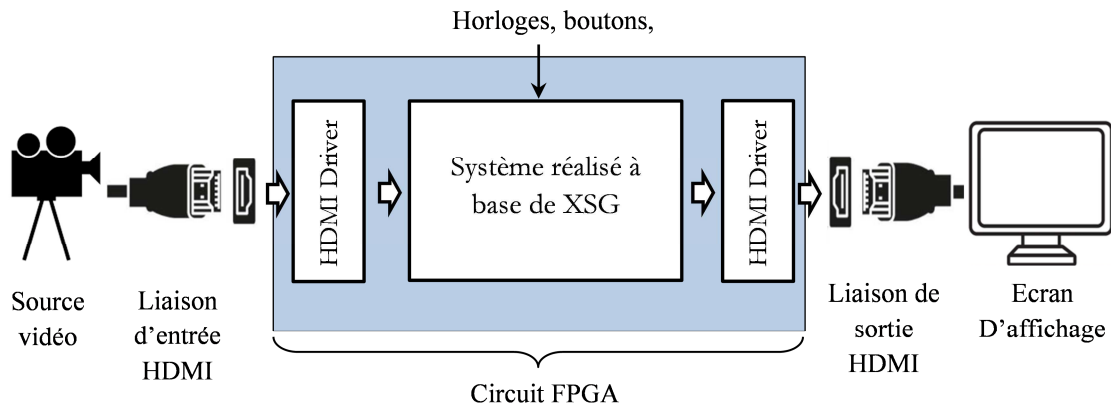 Horloges, boutons,
HDMI Driver
Système réalisé à
base de XSG
HDMI Driver
Source
vidéo
Liaison
d'entrée
HDMI
Liaison de
sortie
HDMI
Ecran
D'affichage
Circuit FPGA